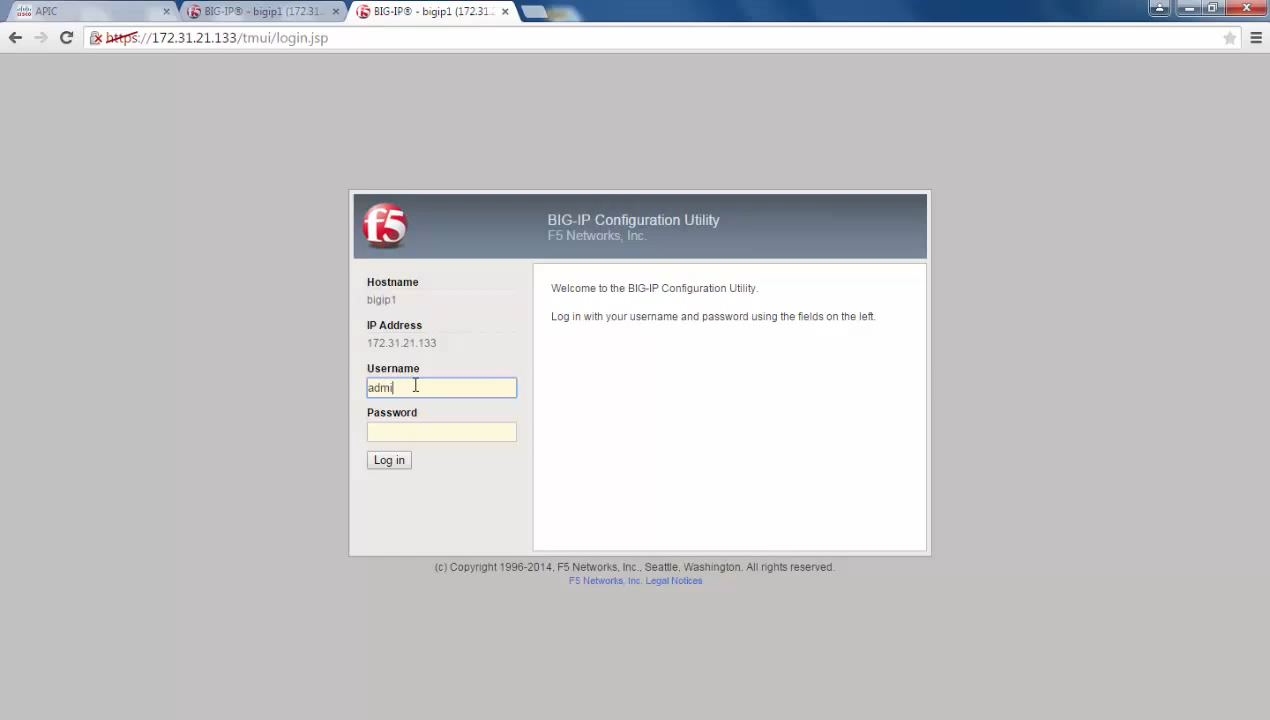 APIC
BIG-IP® - bigip1 (172.31.
BIG-IP® - bigip1 (172.31.2
https://172.31.21.133/tmui/login.jsp
f5
BIG-IP Configuration Utility
F5 Networks, Inc.
Hostname
bigip1
IP Address
172.31.21.133
Username
admi
Password
Log in
Welcome to the BIG-IP Configuration Utility.
Log in with your username and password using the fields on the left.
(c) Copyright 1996-2014, F5 Networks, Inc., Seattle, Washington. All rights reserved.
F5 Networks, Inc. Legal Notices